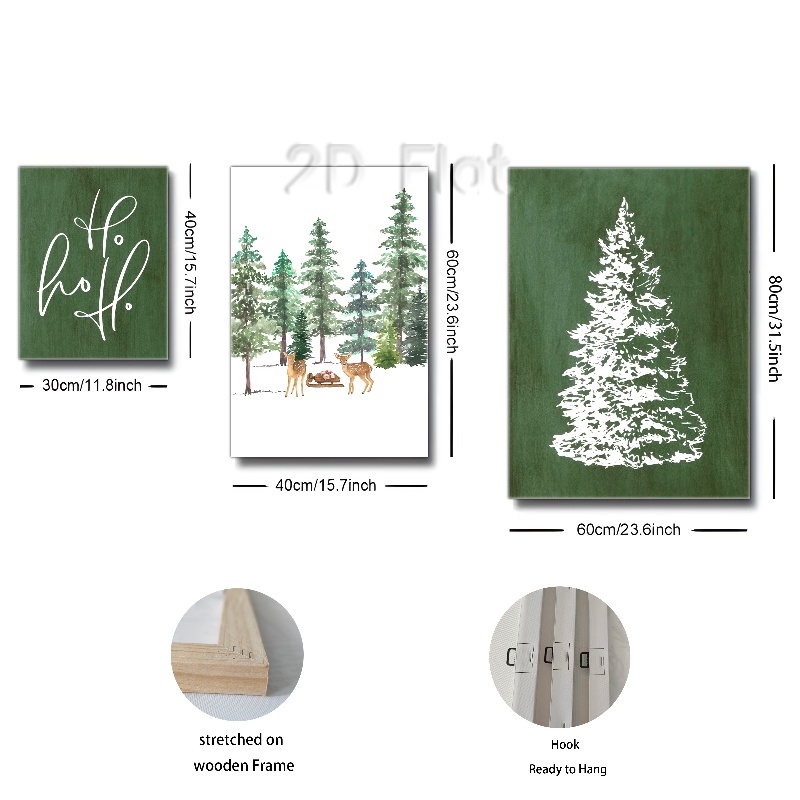 2D Flat
Ho
ho Ho
40cm/15.7inch
30cm/11.8inch
60cm/23.6inch
40cm/15.7inch
80cm/31.5inch
60cm/23.6inch
stretched on
wooden Frame
Hook
Ready to Hang